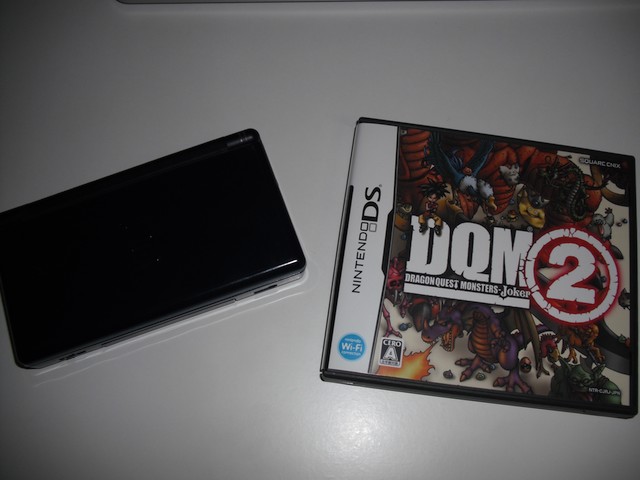 SQUARE ENIX
NINTENDO DS
DQM
2
DRAGON QUEST MONSTERS-Joker
Wi-Fi
CERO
A